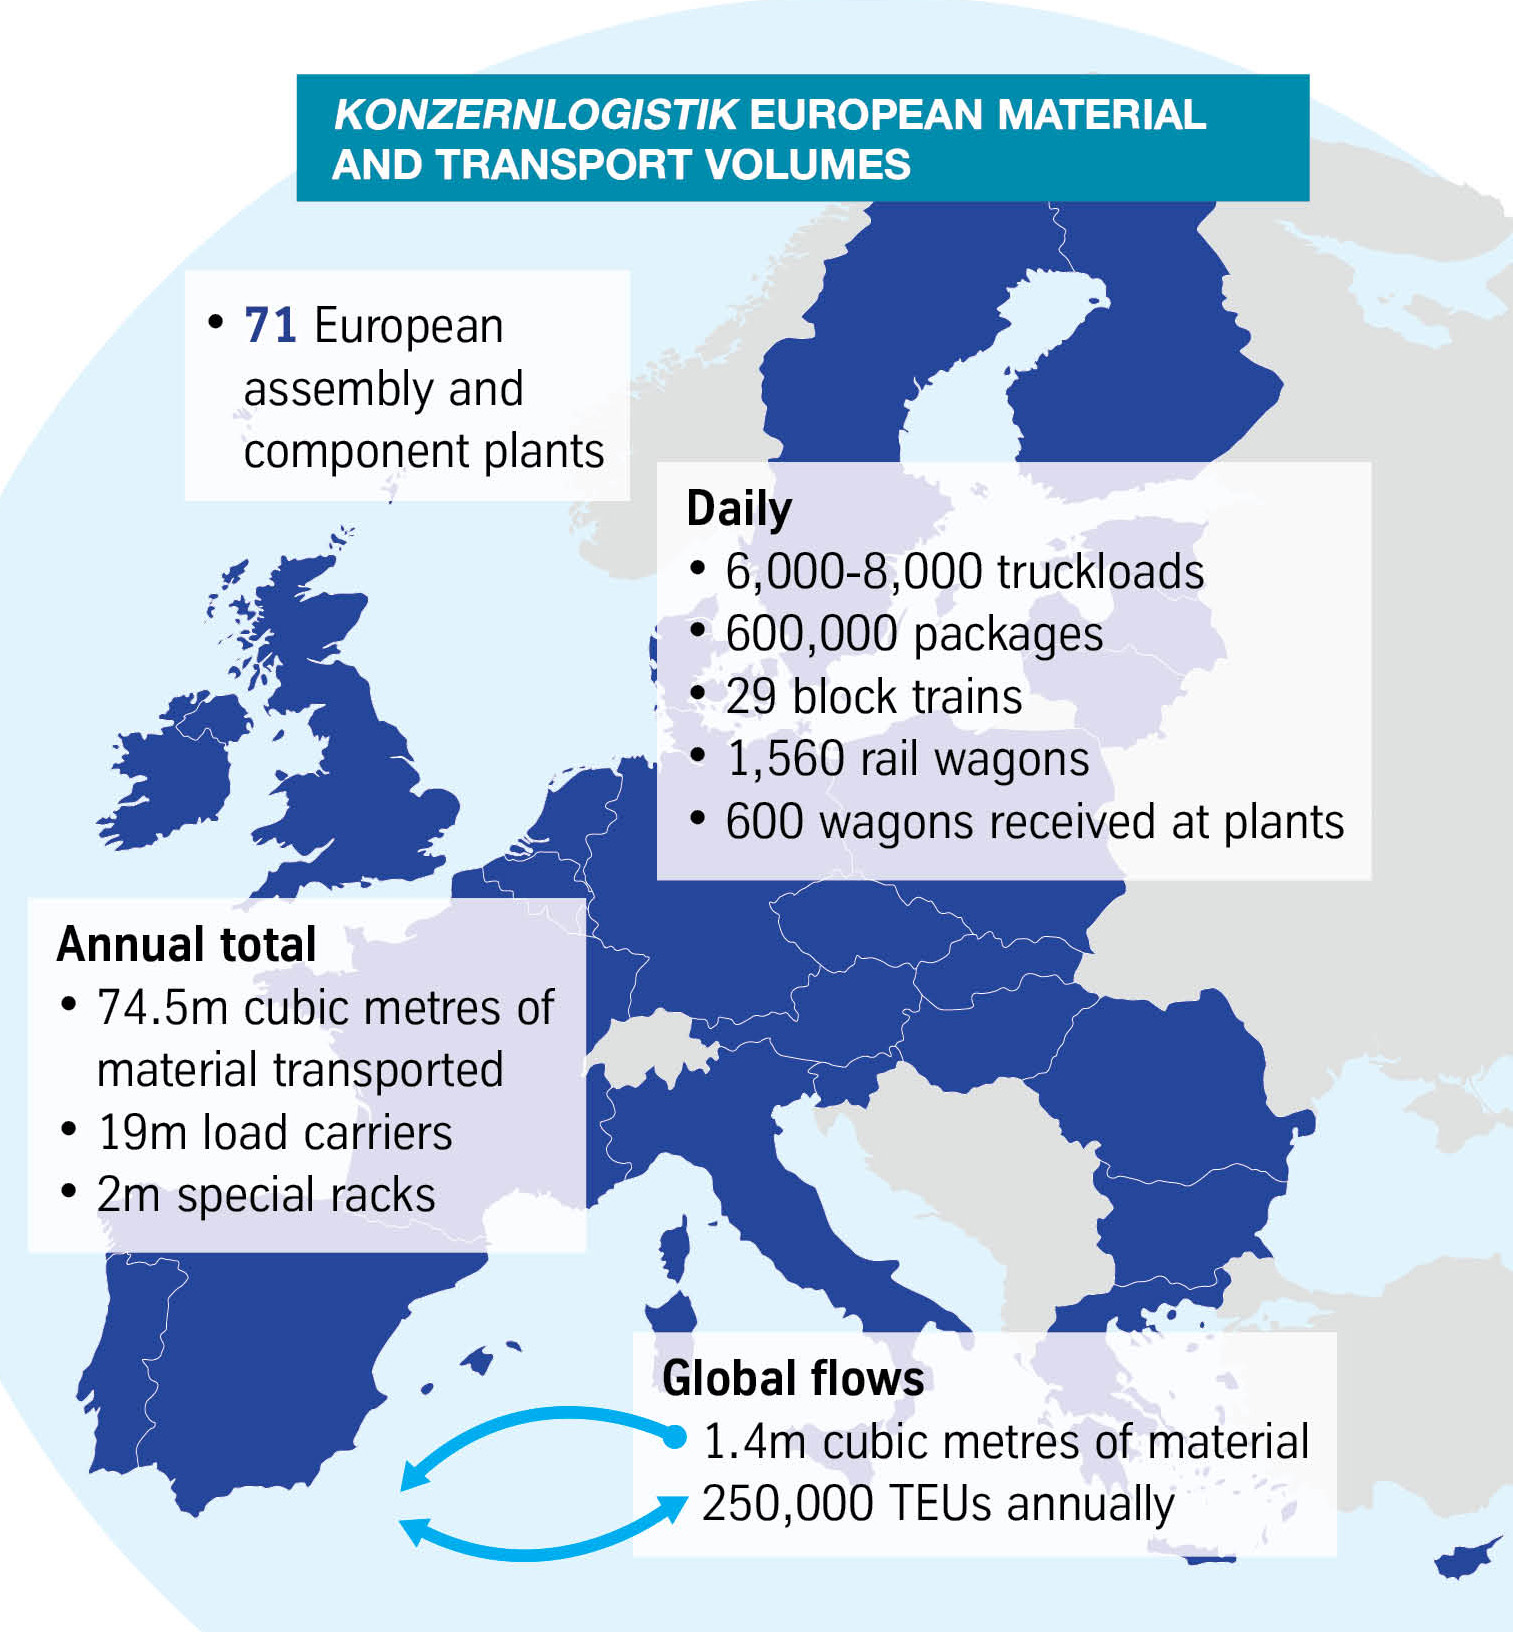 KONZERNLOGISTIK EUROPEAN MATERIAL
AND TRANSPORT VOLUMES
• 71 European
assembly and
component plants
Daily
• 6,000-8,000 truckloads
• 600,000 packages
• 29 block trains
• 1,560 rail wagons
• 600 wagons received at plants
Annual total
• 74.5m cubic metres of
material transported
• 19m load carriers
• 2m special racks
Global flows
1.4m cubic metres of material
250,000 TEUs annually